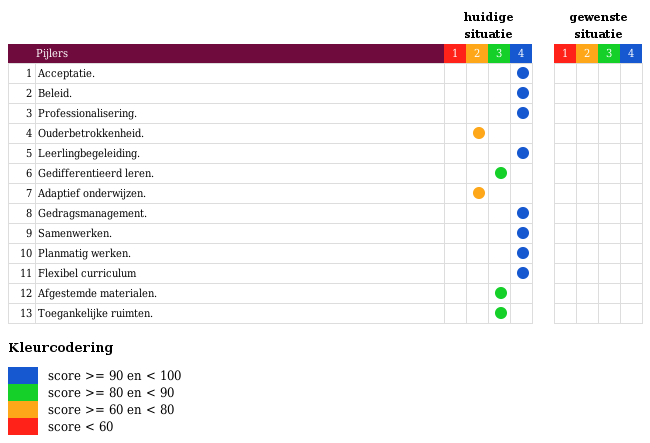 huidige situatie
gewenste situatie
Pijlers 1 2 3 4 1 2 3 4
1 Acceptatie.
2 Beleid.
3 Professionalisering.
4 Ouderbetrokkenheid.
5 Leerlingbegeleiding.
6 Gedifferentieerd leren.
7 Adaptief onderwijzen.
8 Gedragsmanagement.
9 Samenwerken.
10 Planmatig werken.
11 Flexibel curriculum
12 Afgestemde materialen.
13 Toegankelijke ruimten.
Kleurcodering
score >= 90 en < 100
score >= 80 en < 90
score >= 60 en < 80
score < 60